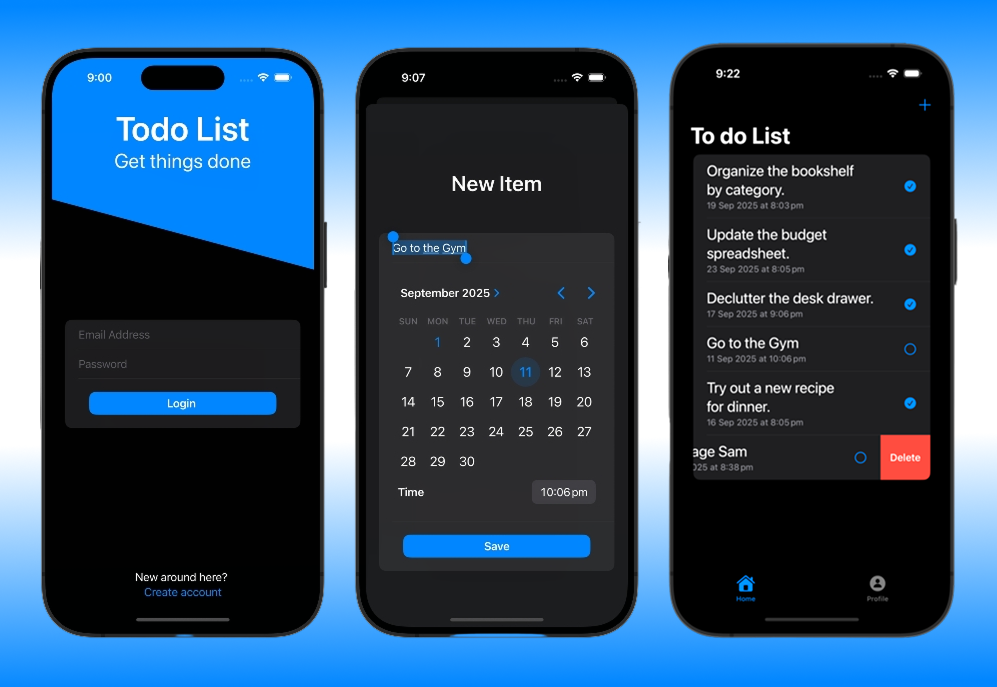 9:00
Todo List
Get things done
Email Address
Password
Login
New around here?
Create account
9:07
New Item
Go to the Gym
September 2025 >
SUN MON TUE WED THU FRI SAT
1 2 3 4 5 6
7 8 9 10 11 12 13
14 15 16 17 18 19 20
21 22 23 24 25 26 27
28 29 30
Time 10:06 pm
Save
9:22
+
To do List
Organize the bookshelf
by category.
19 Sep 2025 at 8:03 pm
Update the budget
spreadsheet.
23 Sep 2025 at 8:05 pm
Declutter the desk drawer.
17 Sep 2025 at 9:06 pm
Go to the Gym
11 Sep 2025 at 10:06 pm
Try out a new recipe
for dinner.
16 Sep 2025 at 8:05 pm
age Sam
025 at 8:38 pm
Delete
Home Profile